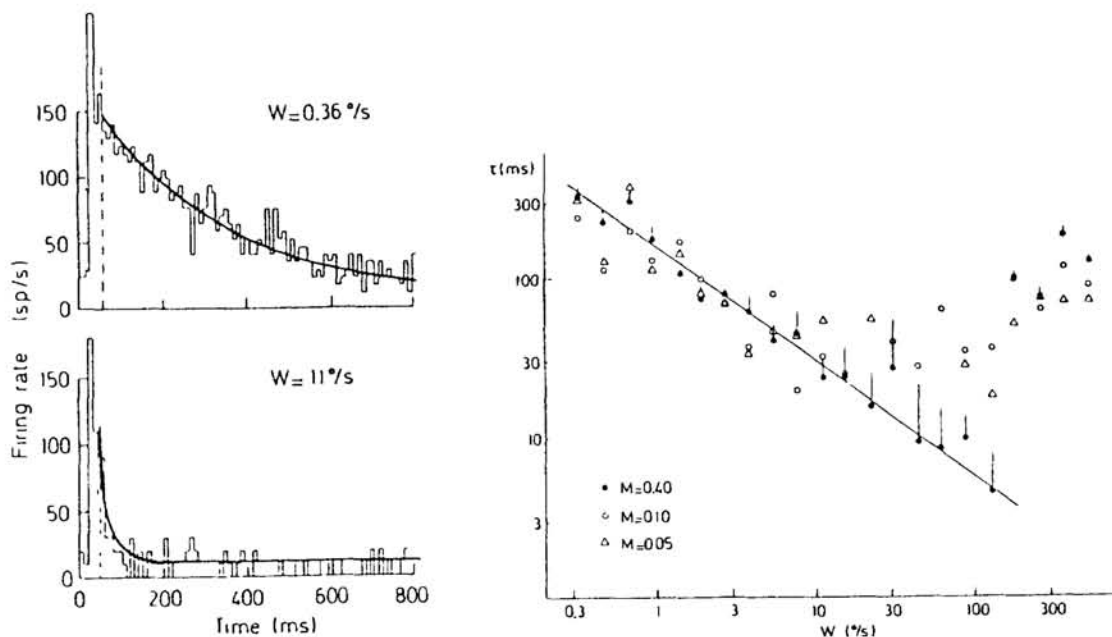 W=0.36 °/s
150
100
50
0
Firing rate (sp/s)
W=11°/s
150
100
50
0
0 200 400 600 800
Time (ms)
τ(ms)
300
100
30
10
3
M=0.40
M=0.10
M=0.05
0.3 1 3 10 30 100 300
W (°/s)